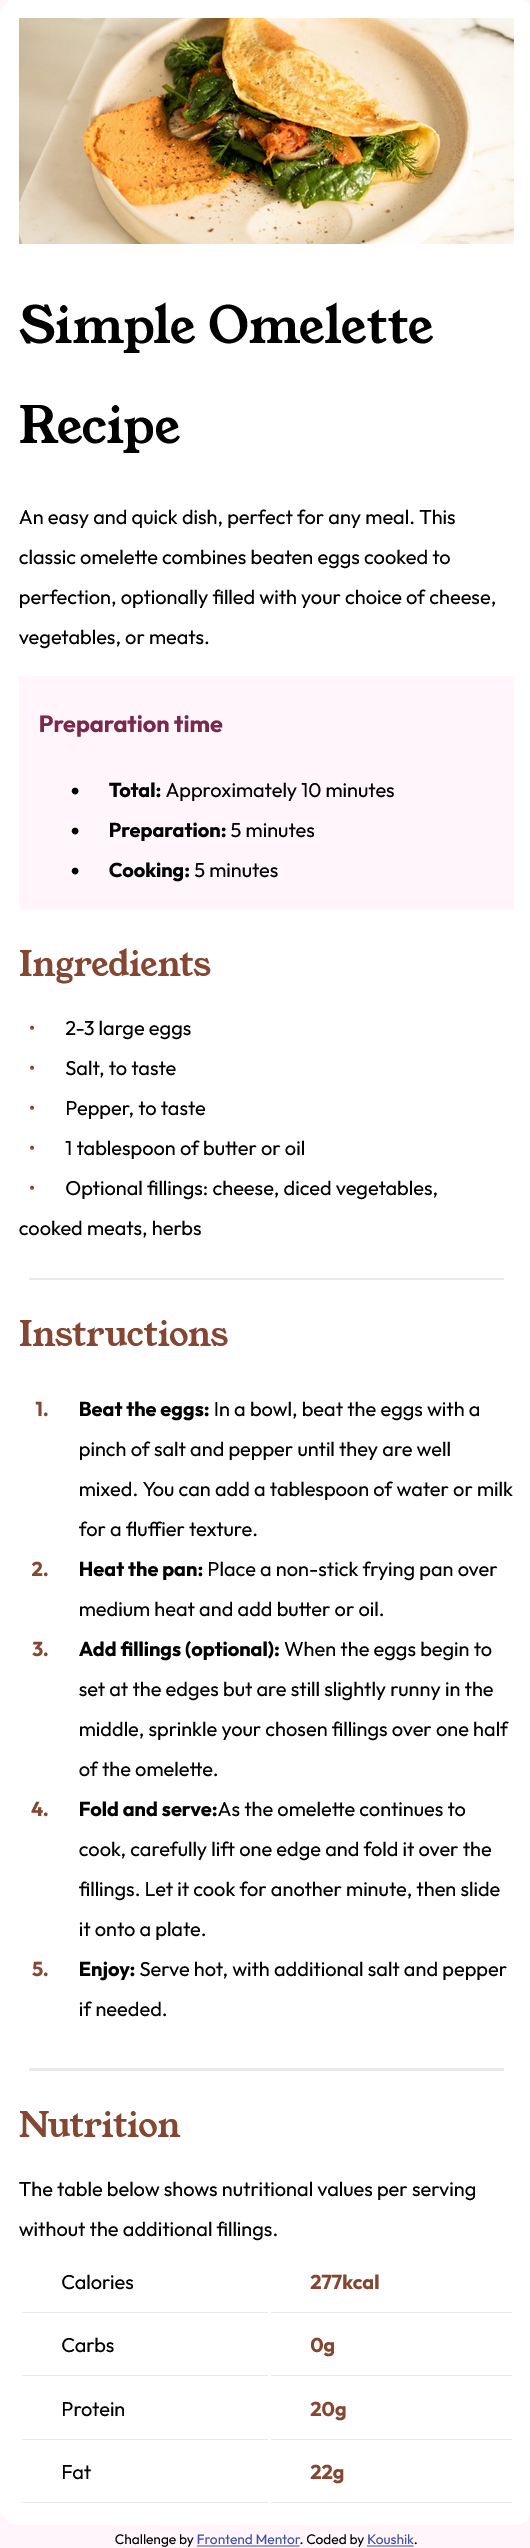 Simple Omelette
Recipe
An easy and quick dish, perfect for any meal. This
classic omelette combines beaten eggs cooked to
perfection, optionally filled with your choice of cheese,
vegetables, or meats.
Preparation time
• Total: Approximately 10 minutes
• Preparation: 5 minutes
• Cooking: 5 minutes
Ingredients
• 2-3 large eggs
• Salt, to taste
• Pepper, to taste
• 1 tablespoon of butter or oil
• Optional fillings: cheese, diced vegetables,
cooked meats, herbs
Instructions
1. Beat the eggs: In a bowl, beat the eggs with a
pinch of salt and pepper until they are well
mixed. You can add a tablespoon of water or milk
for a fluffier texture.
2. Heat the pan: Place a non-stick frying pan over
medium heat and add butter or oil.
3. Add fillings (optional): When the eggs begin to
set at the edges but are still slightly runny in the
middle, sprinkle your chosen fillings over one half
of the omelette.
4. Fold and serve:As the omelette continues to
cook, carefully lift one edge and fold it over the
fillings. Let it cook for another minute, then slide
it onto a plate.
5. Enjoy: Serve hot, with additional salt and pepper
if needed.
Nutrition
The table below shows nutritional values per serving
without the additional fillings.
Calories 277kcal
Carbs 0g
Protein 20g
Fat 22g
Challenge by Frontend Mentor. Coded by Koushik.